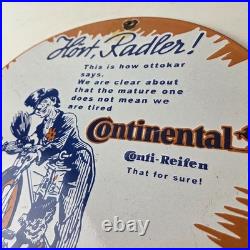 Hört, Radler!
This is how ottokar
says.
We are clear about
that the mature one
does not mean we
are tired
Continental
Conti-Reifen
That for sure!